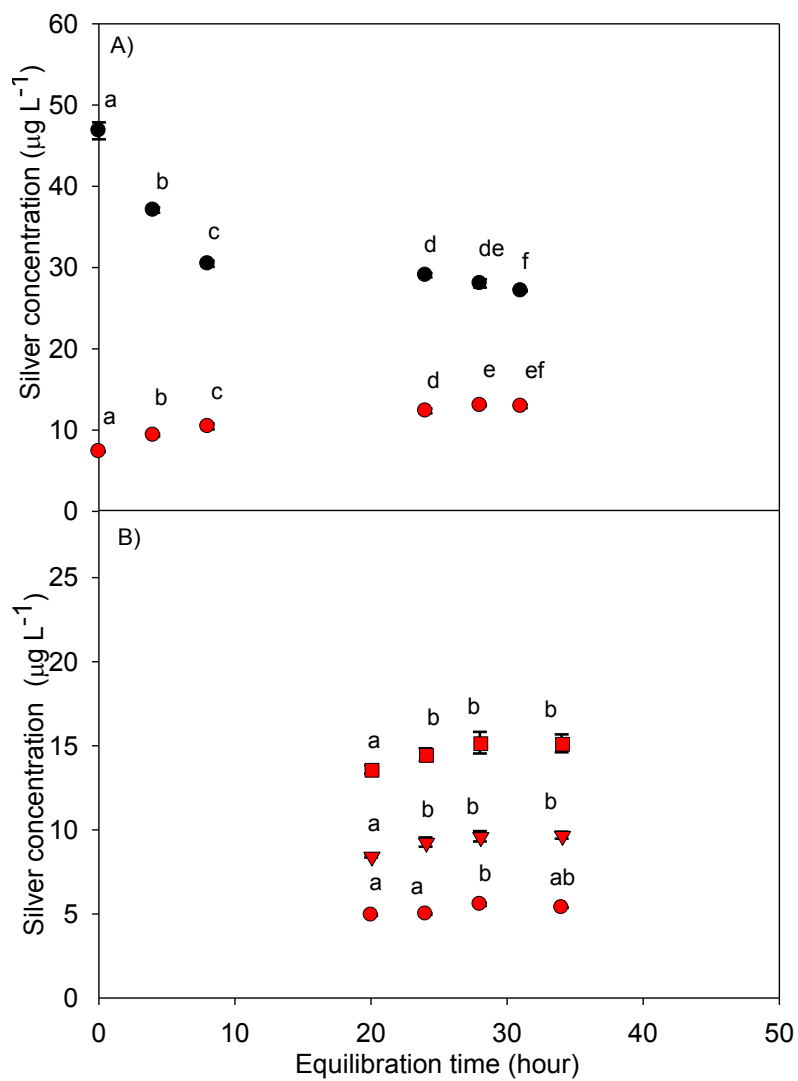 60
A)
50
a
b
40
c
d
de
f
30
20
a
b
c
d
e
ef
10
0
Silver concentration (µg L-1)
B)
25
20
a
b
b
b
15
a
b
b
b
10
a
a
b
ab
5
0
Silver concentration (µg L-1)
0 10 20 30 40 50
Equilibration time (hour)